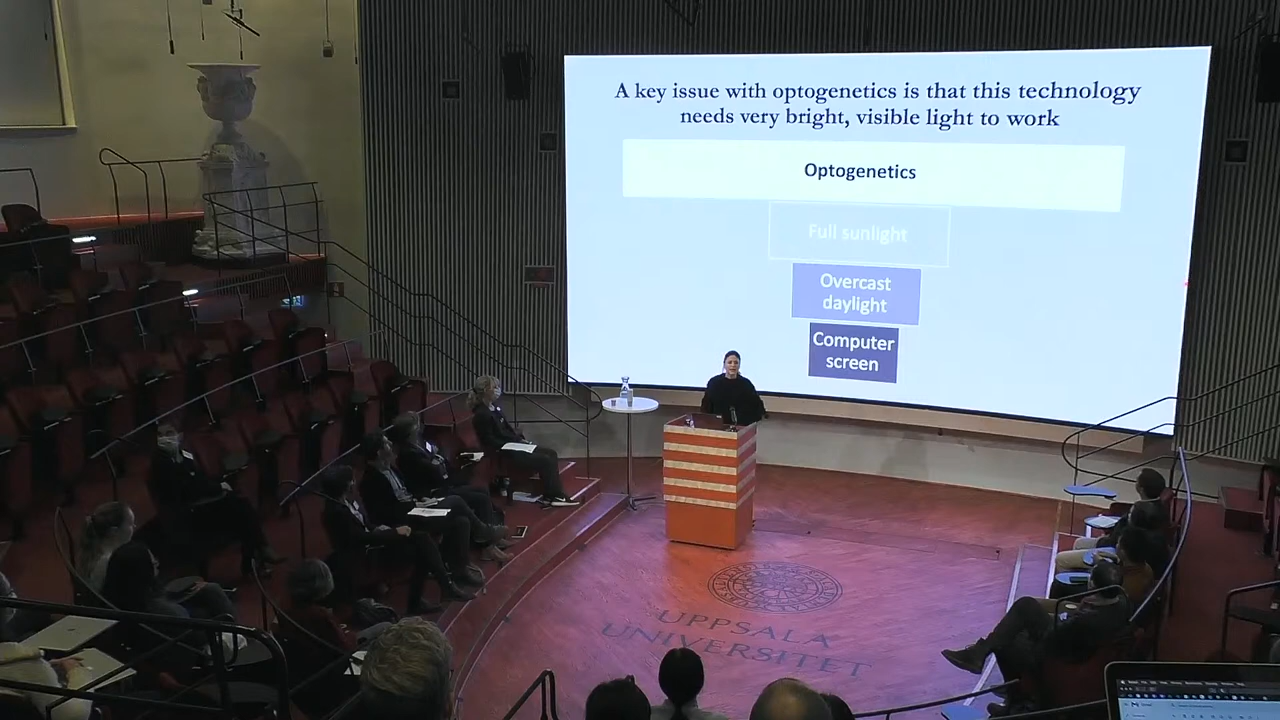 A key issue with optogenetics is that this technology
needs very bright, visible light to work
Optogenetics
Full sunlight
Overcast
daylight
Computer
screen
UPPSALA
UNIVERSITET